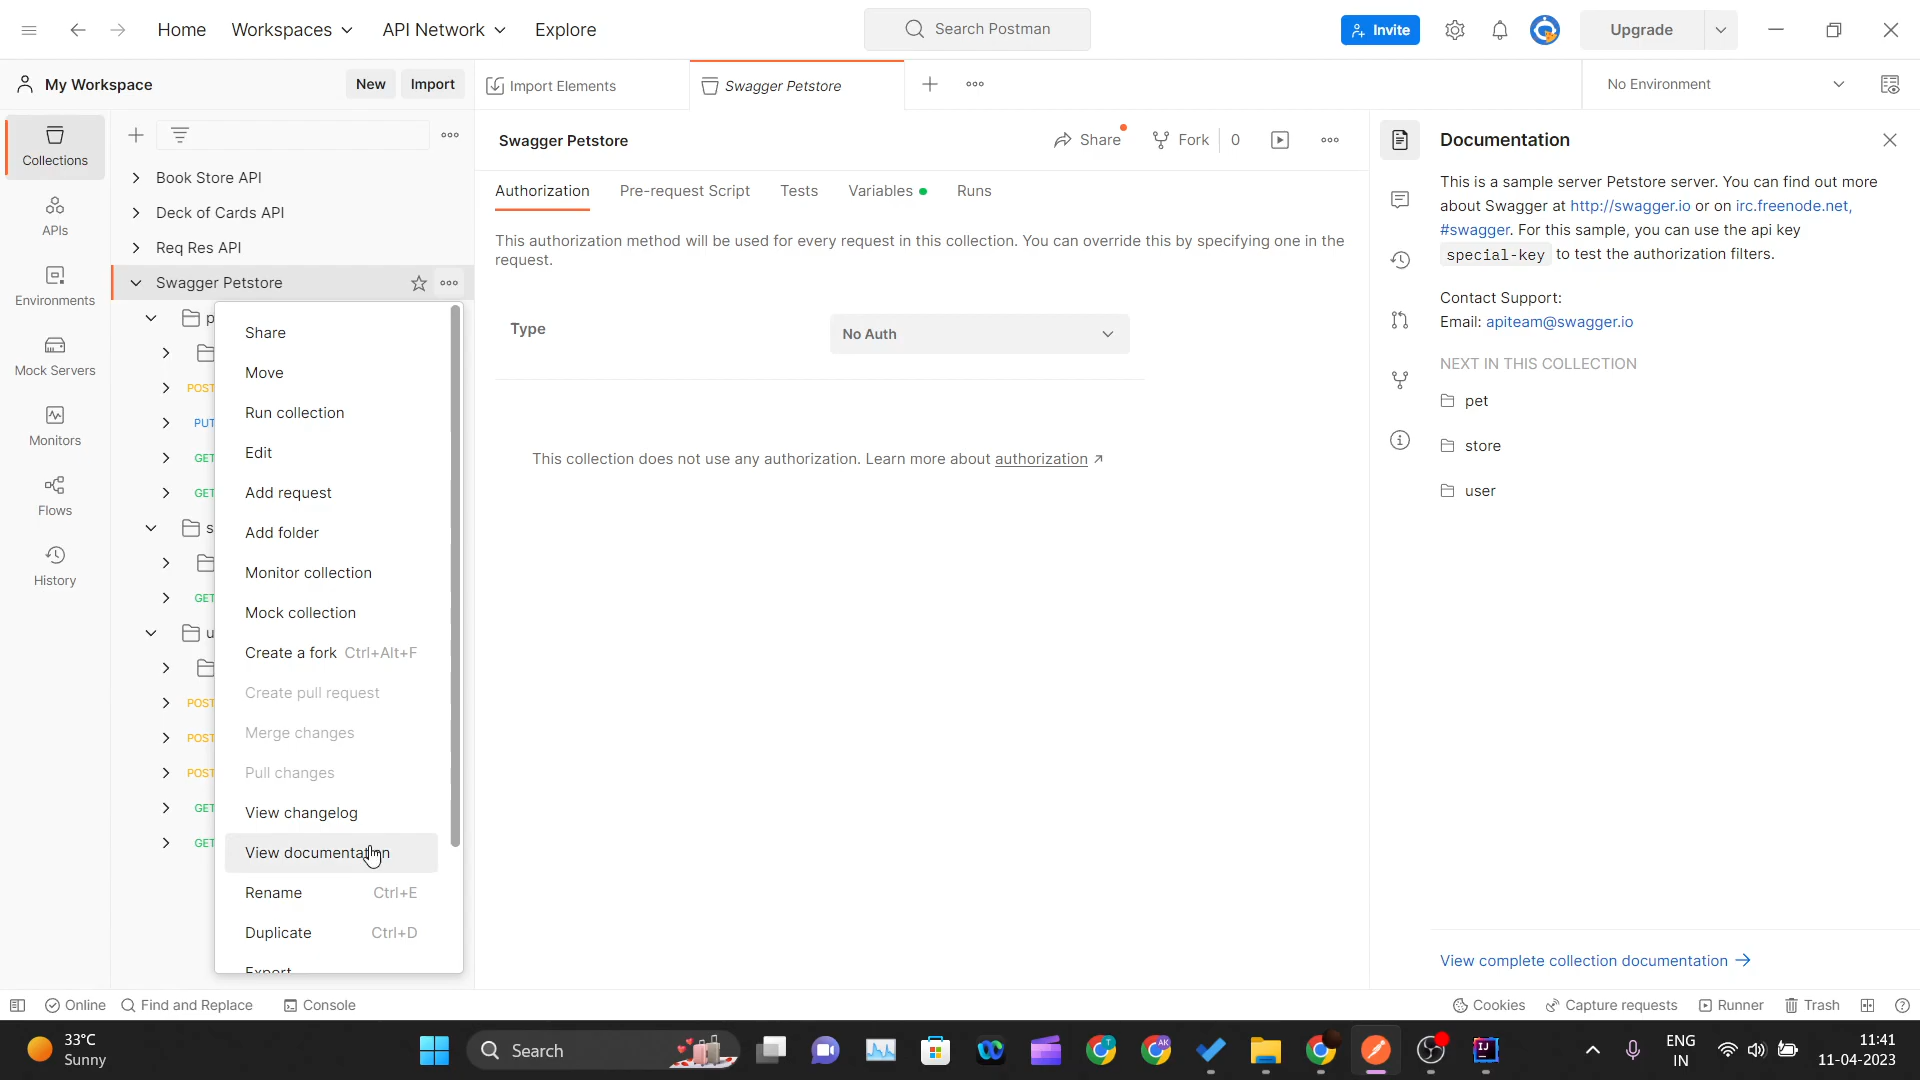 Home Workspaces API Network Explore Search Postman Invite Upgrade
My Workspace New Import Import Elements Swagger Petstore No Environment
Collections
APIs
Environments
Mock Servers
Monitors
Flows
History
Book Store API
Deck of Cards API
Req Res API
Swagger Petstore
p
POST
PUT
GET
GET
s
GET
u
POST
POST
POST
GET
GET
Share
Move
Run collection
Edit
Add request
Add folder
Monitor collection
Mock collection
Create a fork Ctrl+Alt+F
Create pull request
Merge changes
Pull changes
View changelog
View documentation
Rename Ctrl+E
Duplicate Ctrl+D
Export
Swagger Petstore Share Fork 0
Authorization Pre-request Script Tests Variables Runs
This authorization method will be used for every request in this collection. You can override this by specifying one in the
request.
Type No Auth
This collection does not use any authorization. Learn more about authorization ↗
Documentation
This is a sample server Petstore server. You can find out more
about Swagger at http://swagger.io or on irc.freenode.net,
#swagger. For this sample, you can use the api key
special-key to test the authorization filters.
Contact Support:
Email: apiteam@swagger.io
NEXT IN THIS COLLECTION
pet
store
user
View complete collection documentation →
Online Find and Replace Console Cookies Capture requests Runner Trash
33°C
Sunny
Search
ENG
IN
11:41
11-04-2023